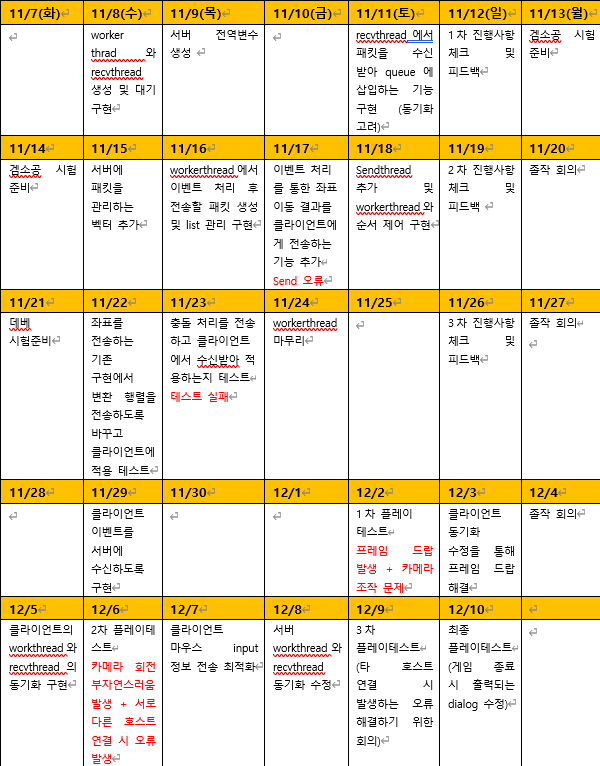 11/7(화) 11/8(수) 11/9(목) 11/10(금) 11/11(토) 11/12(일) 11/13(월)
worker
thrad 와
recvthread
생성 및 대기
구현
서버 전역변수
생성
recvthread 에서
패킷을 수신
받아 queue 에
삽입하는 기능
구현 (동기화
고려)
1차 진행사항
체크 및
피드백
겜소공 시험
준비
11/14 11/15 11/16 11/17 11/18 11/19 11/20
겜소공 시험
준비
서버에
패킷을
관리하는
벡터 추가
workerthread 에서
이벤트 처리 후
전송할 패킷 생성
및 list 관리 구현
이벤트 처리
를 통한 좌표
이동 결과를
클라이언트에
게 전송하는
기능 추가
Send 오류
Sendthread
추가 및
workerthread 와
순서 제어 구현
2차 진행사항
체크 및
피드백
졸작 회의
11/21 11/22 11/23 11/24 11/25 11/26 11/27
데베
시험준비
좌표를
전송하는
기존
구현에서
변환 행렬을
전송하도록
바꾸고
클라이언트에
적용 테스트
충돌 처리를 전송
하고 클라이언트
에서 수신받아 적
용하는지 테스트
테스트 실패
workerthread
마무리
3차 진행사항
체크 및
피드백
졸작 회의
11/28 11/29 11/30 12/1 12/2 12/3 12/4
클라이언트
이벤트를
서버에
수신하도록
구현
1차 플레이
테스트
프레임 드랍
발생 + 카메라
조작 문제
클라이언트
동기화
수정을 통해
프레임 드랍
해결
졸작 회의
12/5 12/6 12/7 12/8 12/9 12/10
클라이언트의
workthread 와
recvthread 의
동기화 구현
2차 플레이테
스트
카메라 회전
부자연스러움
발생 + 서로
다른 호스트
연결 시 오류
발생
클라이언트
마우스 input
정보 전송 최적화
서버
workthread 와
recvthread
동기화 수정
3차
플레이테스트
(타 호스트
연결 시
발생하는 오류
해결하기 위한
회의)
최종
플레이테스트
(게임 종료
시 출력되는
dialog 수정)